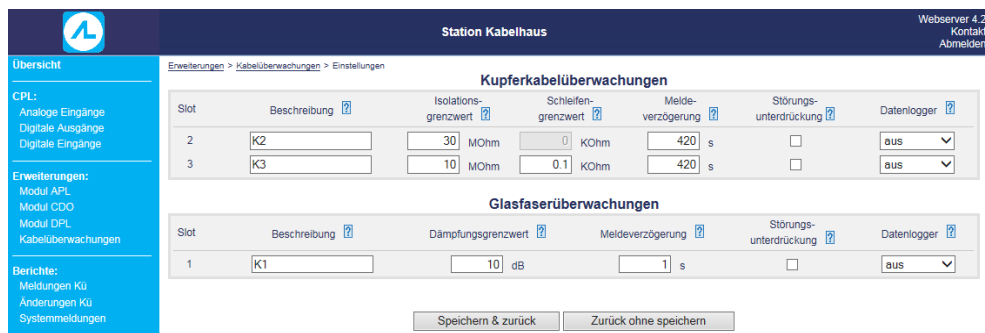 AL
Station Kabelhaus
Webserver 4.2
Kontakt
Abmelden
Übersicht
CPL:
Analoge Eingänge
Digitale Ausgänge
Digitale Eingänge
Erweiterungen:
Modul APL
Modul CDO
Modul DPL
Kabelüberwachungen
Berichte:
Meldungen Kü
Änderungen Kü
Systemmeldungen
Erweiterungen > Kabelüberwachungen > Einstellungen
Kupferkabelüberwachungen
Slot Beschreibung ? Isolations-grenzwert ? Schleifen-grenzwert ? Melde-verzögerung ? Störungs-unterdrückung ? Datenlogger ?
2 K2 30 MOhm 0 KOhm 420 s aus
3 K3 10 MOhm 0.1 KOhm 420 s aus
Glasfaserüberwachungen
Slot Beschreibung ? Dämpfungsgrenzwert ? Meldeverzögerung ? Störungs-unterdrückung ? Datenlogger ?
1 K1 10 dB 1 s aus
Speichern & zurück Zurück ohne speichern